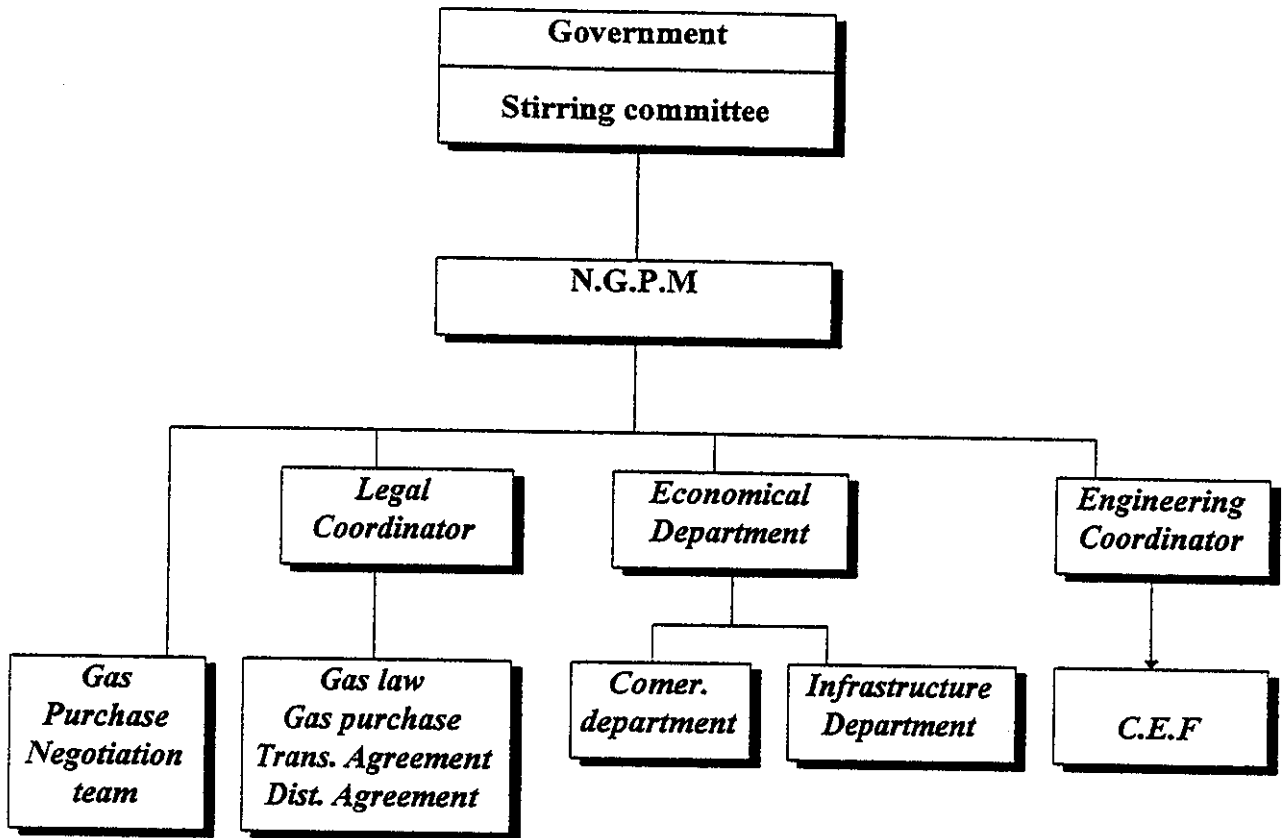 Government
Stirring committee
N.G.P.M
Legal
Coordinator
Economical
Department
Engineering
Coordinator
Gas
Purchase
Negotiation
team
Gas law
Gas purchase
Trans. Agreement
Dist. Agreement
Comer.
department
Infrastructure
Department
C.E.F